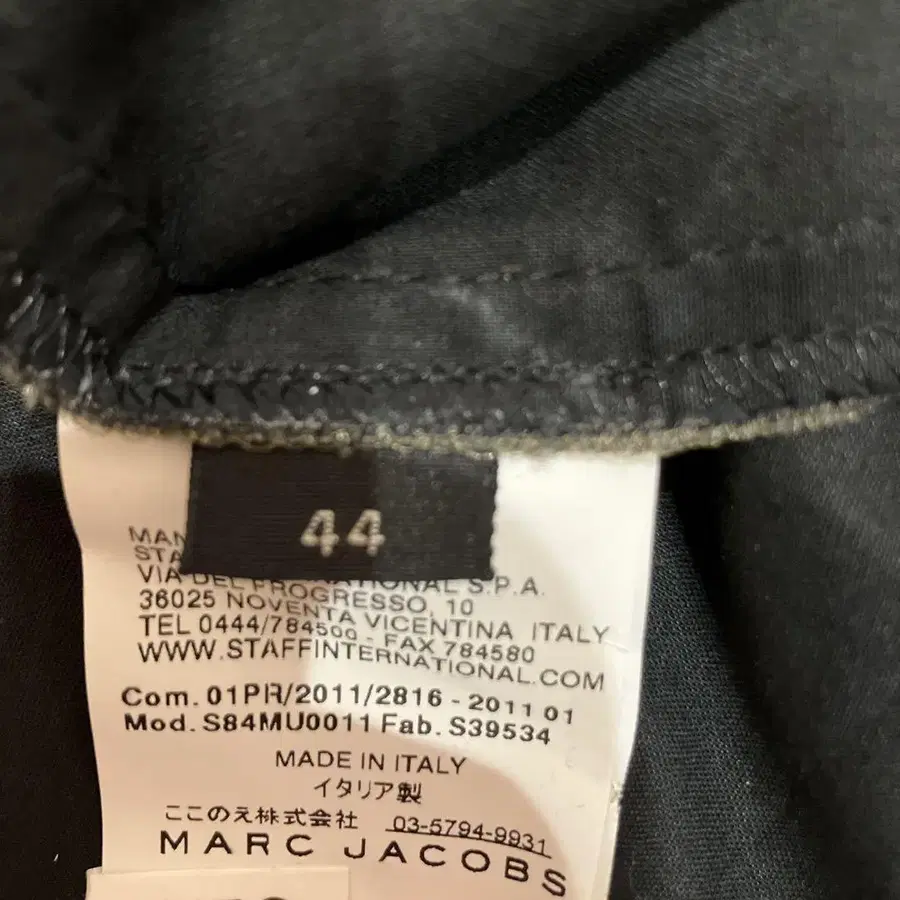 44
MAN
STA
VIA DEL PROGRESSO, 10
36025 NOVENTA VICENTINA ITALY
TEL 0444/784500 - FAX 784580
WWW.STAFFINTERNATIONAL.COM
Com. 01PR/2011/2816 - 2011 01
Mod. S84MU0011 Fab. S39534
MADE IN ITALY
イタリア製
ここのえ株式会社 03-5794-9931
MARC JACOBS